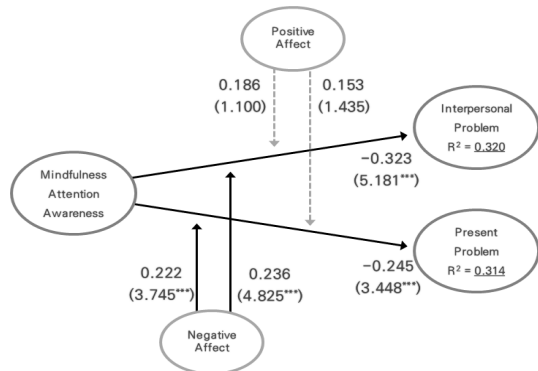 Positive
Affect
0.186
(1.100)
0.153
(1.435)
Interpersonal
Problem
R² = 0.320
−0.323
(5.181***)
Mindfulness
Attention
Awareness
Present
Problem
R² = 0.314
−0.245
(3.448***)
0.222
(3.745***)
0.236
(4.825***)
Negative
Affect